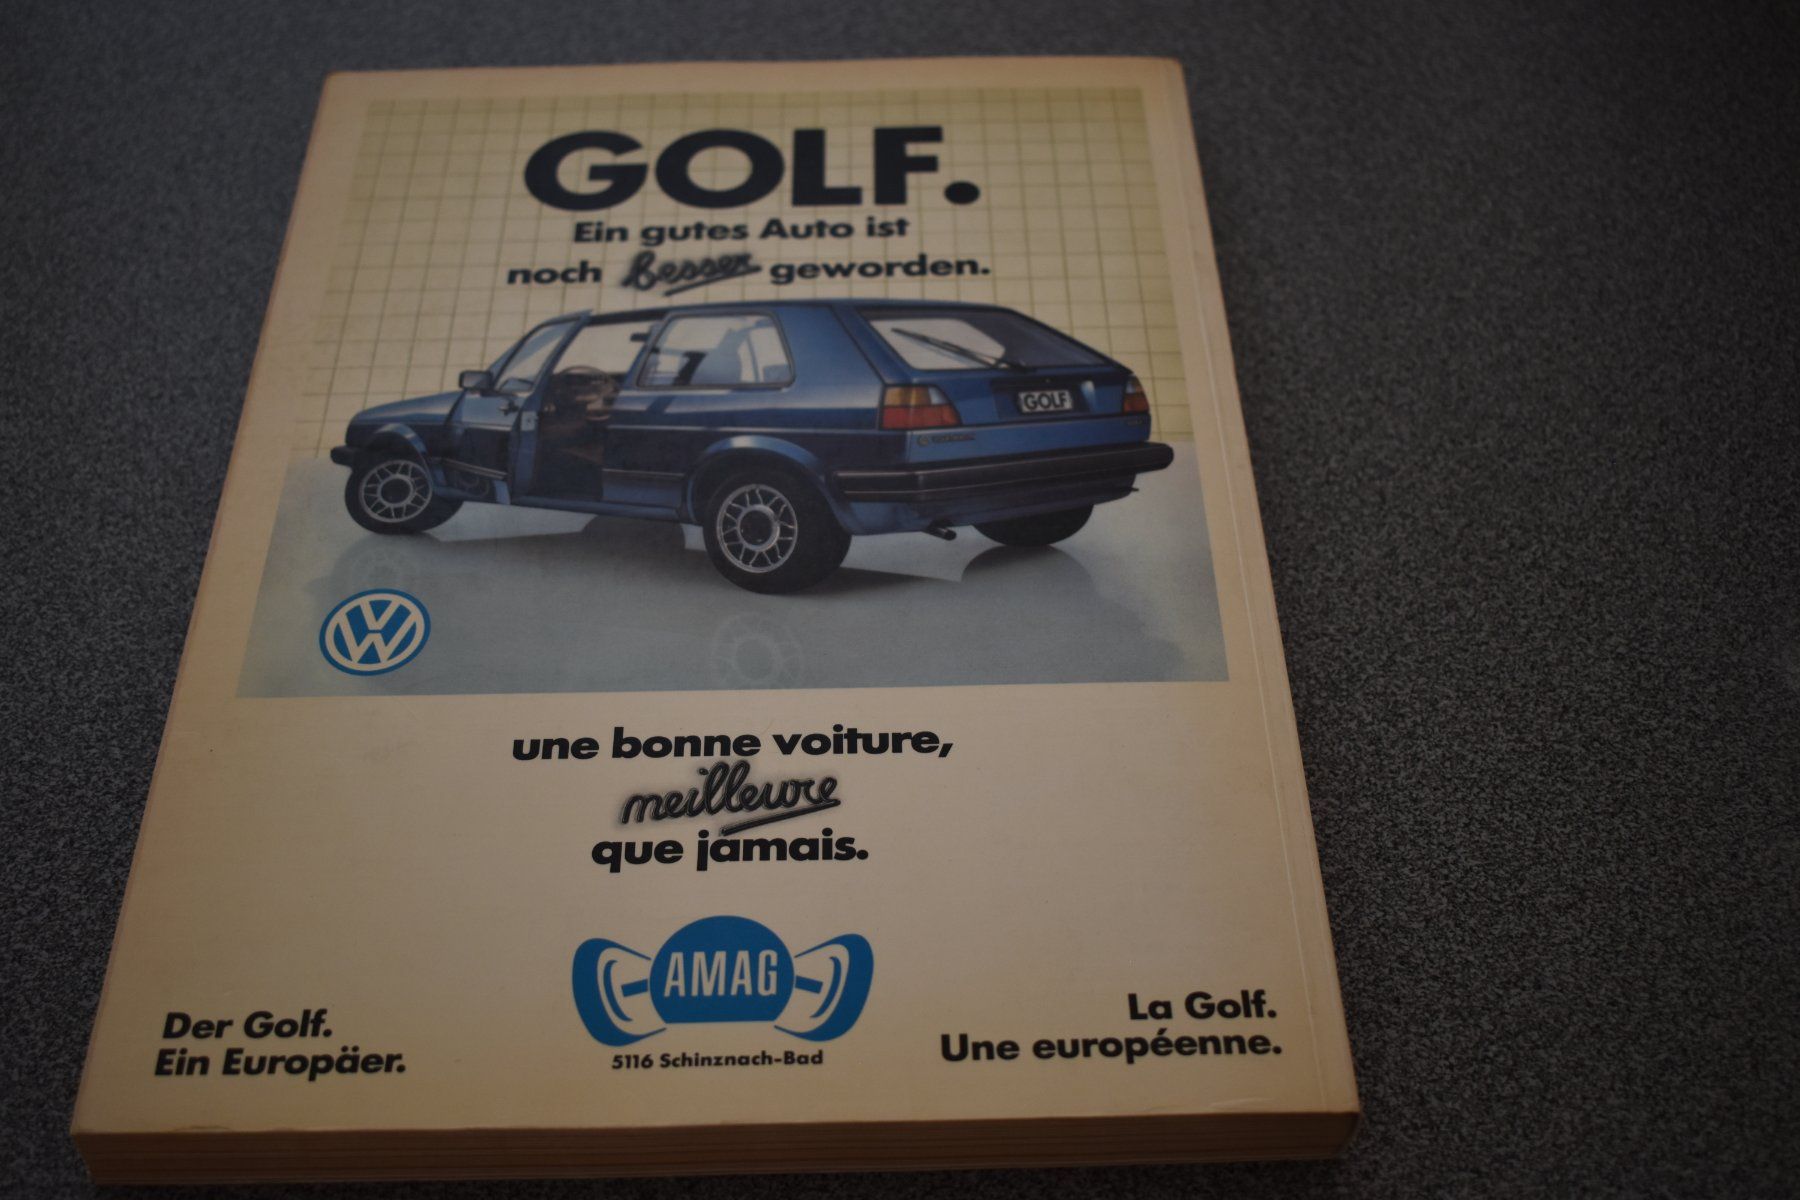 GOLF.
Ein gutes Auto ist
noch besser geworden.
GOLF
une bonne voiture,
meilleure
que jamais.
AMAG
5116 Schinznach-Bad
Der Golf.
Ein Europäer.
La Golf.
Une européenne.